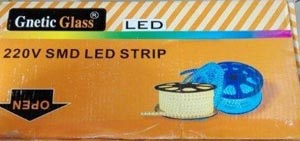 Gnetic Glass LED
220V SMD LED STRIP
OPEN